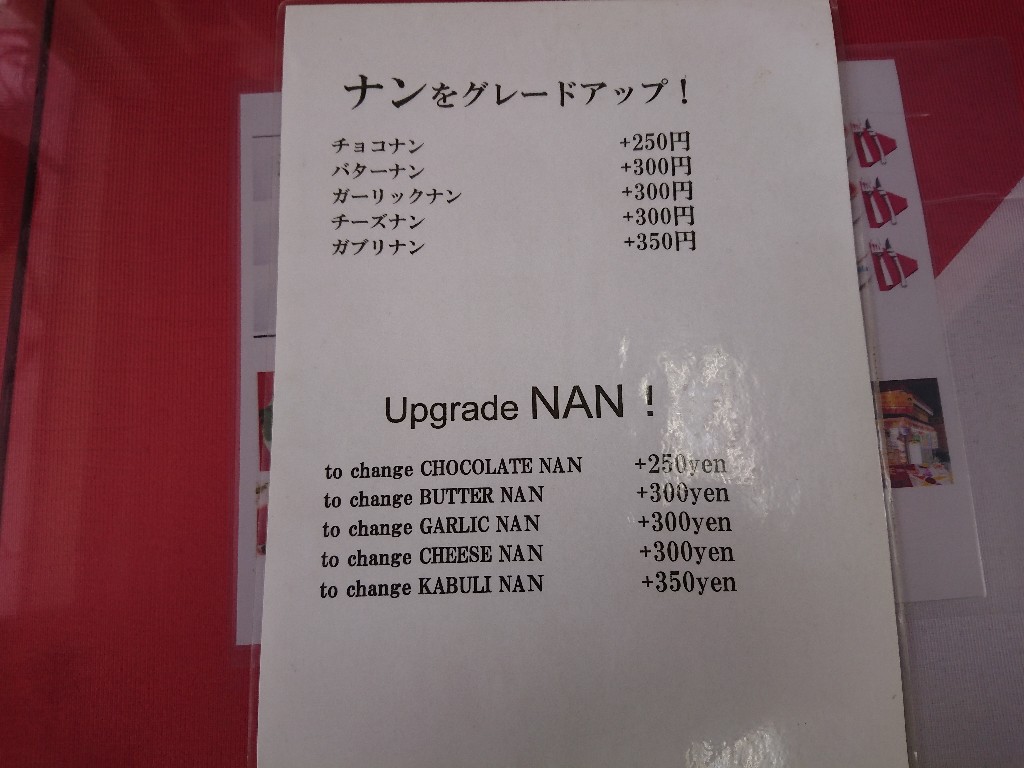 ナンをグレードアップ！
チョコナン +250円
バターナン +300円
ガーリックナン +300円
チーズナン +300円
ガブリナン +350円
Upgrade NAN !
to change CHOCOLATE NAN +250yen
to change BUTTER NAN +300yen
to change GARLIC NAN +300yen
to change CHEESE NAN +300yen
to change KABULI NAN +350yen